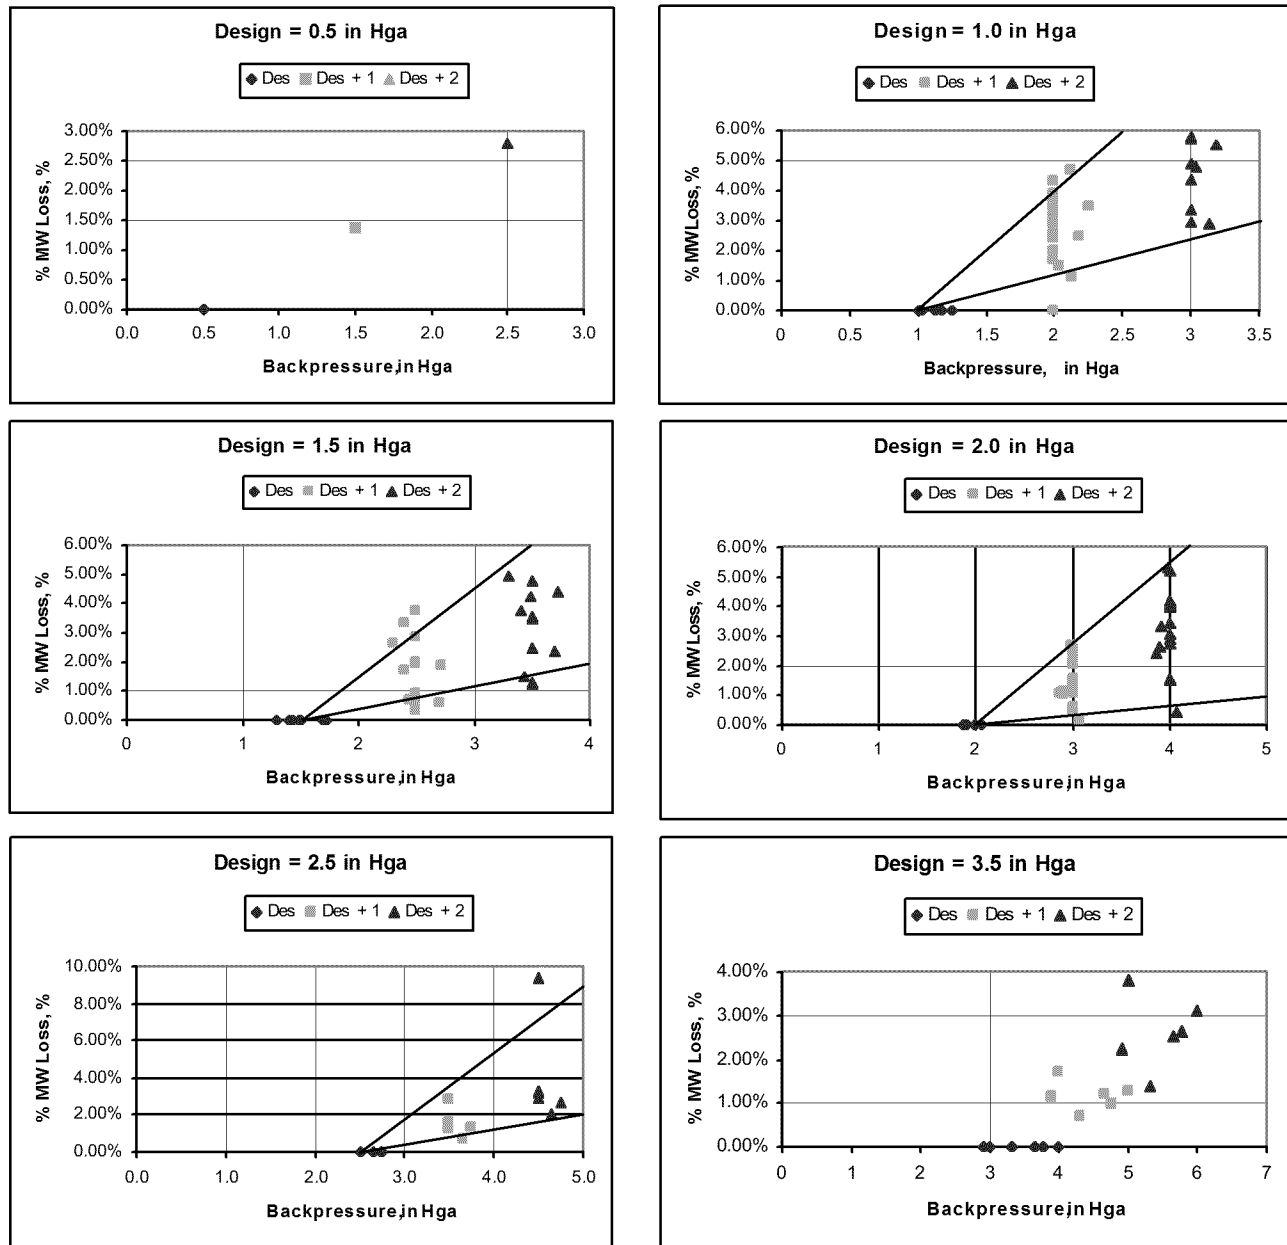 Design = 0.5 in Hga
Des Des + 1 Des + 2
% MW Loss, %
3.00%
2.50%
2.00%
1.50%
1.00%
0.50%
0.00%
0.0 0.5 1.0 1.5 2.0 2.5 3.0
Backpressure, in Hga
Design = 1.0 in Hga
Des Des + 1 Des + 2
% MW Loss, %
6.00%
5.00%
4.00%
3.00%
2.00%
1.00%
0.00%
0 0.5 1 1.5 2 2.5 3 3.5
Backpressure, in Hga
Design = 1.5 in Hga
Des Des + 1 Des + 2
% MW Loss, %
6.00%
5.00%
4.00%
3.00%
2.00%
1.00%
0.00%
0 1 2 3 4
Backpressure, in Hga
Design = 2.0 in Hga
Des Des + 1 Des + 2
% MW Loss, %
6.00%
5.00%
4.00%
3.00%
2.00%
1.00%
0.00%
0 1 2 3 4 5
Backpressure, in Hga
Design = 2.5 in Hga
Des Des + 1 Des + 2
% MW Loss, %
10.00%
8.00%
6.00%
4.00%
2.00%
0.00%
0.0 1.0 2.0 3.0 4.0 5.0
Backpressure, in Hga
Design = 3.5 in Hga
Des Des + 1 Des + 2
% MW Loss, %
4.00%
3.00%
2.00%
1.00%
0.00%
0 1 2 3 4 5 6 7
Backpressure, in Hga